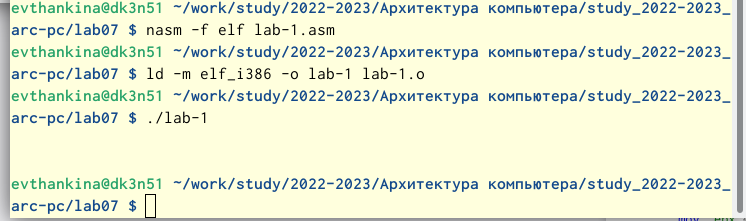 evthankina@dk3n51 ~/work/study/2022-2023/Архитектура компьютера/study_2022-2023_
arc-pc/lab07 $ nasm -f elf lab-1.asm
evthankina@dk3n51 ~/work/study/2022-2023/Архитектура компьютера/study_2022-2023_
arc-pc/lab07 $ ld -m elf_i386 -o lab-1 lab-1.o
evthankina@dk3n51 ~/work/study/2022-2023/Архитектура компьютера/study_2022-2023_
arc-pc/lab07 $ ./lab-1
evthankina@dk3n51 ~/work/study/2022-2023/Архитектура компьютера/study_2022-2023_
arc-pc/lab07 $